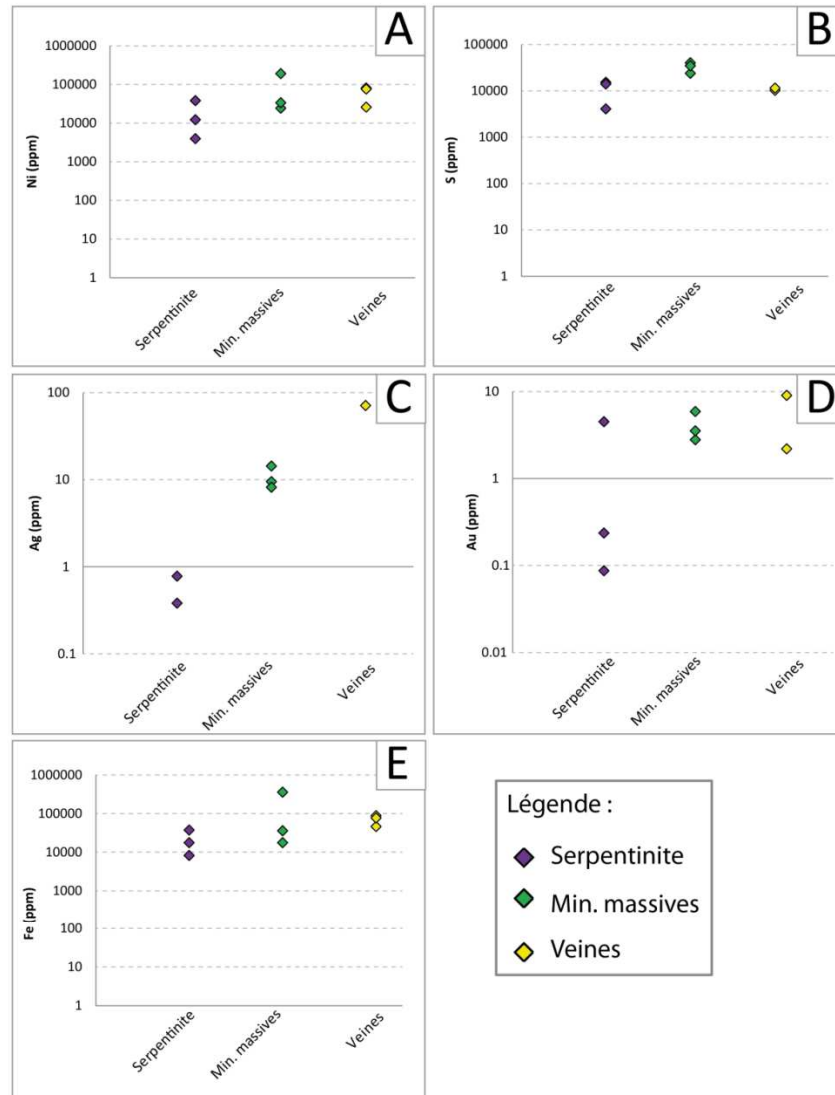 A
Ni (ppm)
1000000
100000
10000
1000
100
10
1
Serpentinite
Min. massives
Veines
B
S (ppm)
100000
10000
1000
100
10
1
Serpentinite
Min. massives
Veines
C
Ag (ppm)
100
10
1
0.1
Serpentinite
Min. massives
Veines
D
Au (ppm)
10
1
0.1
0.01
Serpentinite
Min. massives
Veines
E
Fe (ppm)
1000000
100000
10000
1000
100
10
1
Serpentinite
Min. massives
Veines
Légende :
Serpentinite
Min. massives
Veines